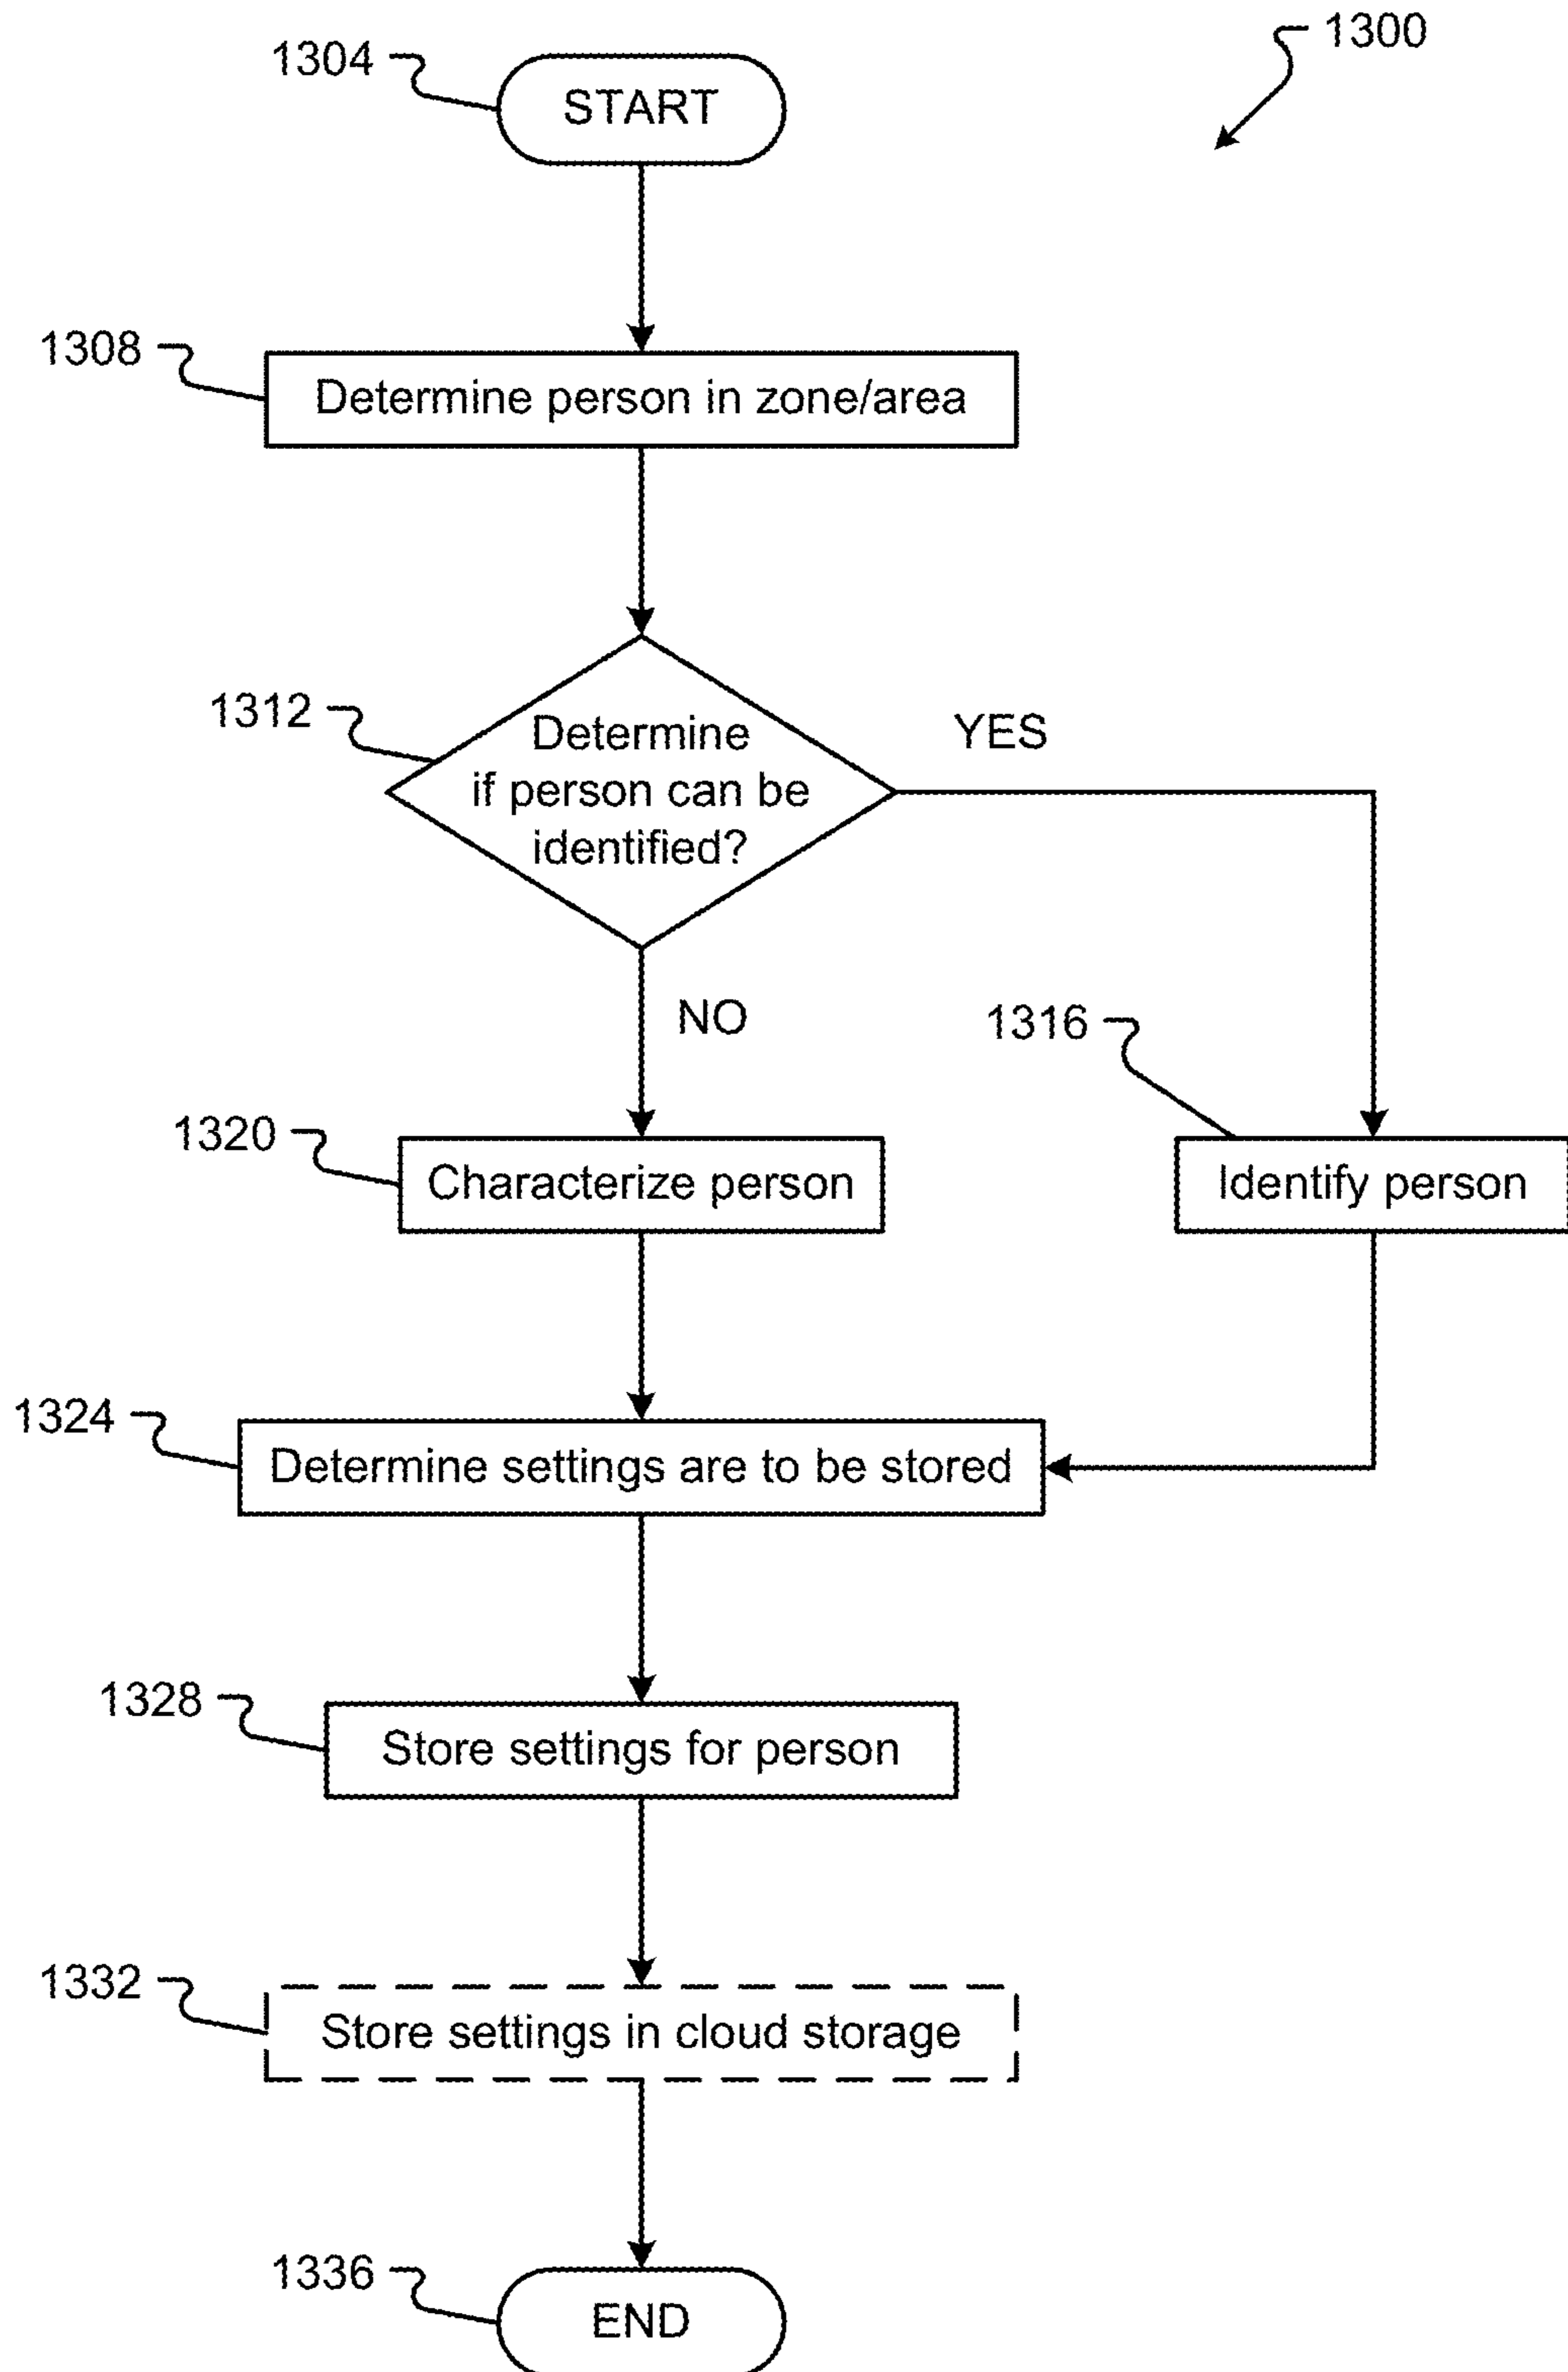 1300
1304
START
1308
Determine person in zone/area
1312
Determine
if person can be
identified?
YES
NO
1316
1320
Characterize person
Identify person
1324
Determine settings are to be stored
1328
Store settings for person
1332
Store settings in cloud storage
1336
END